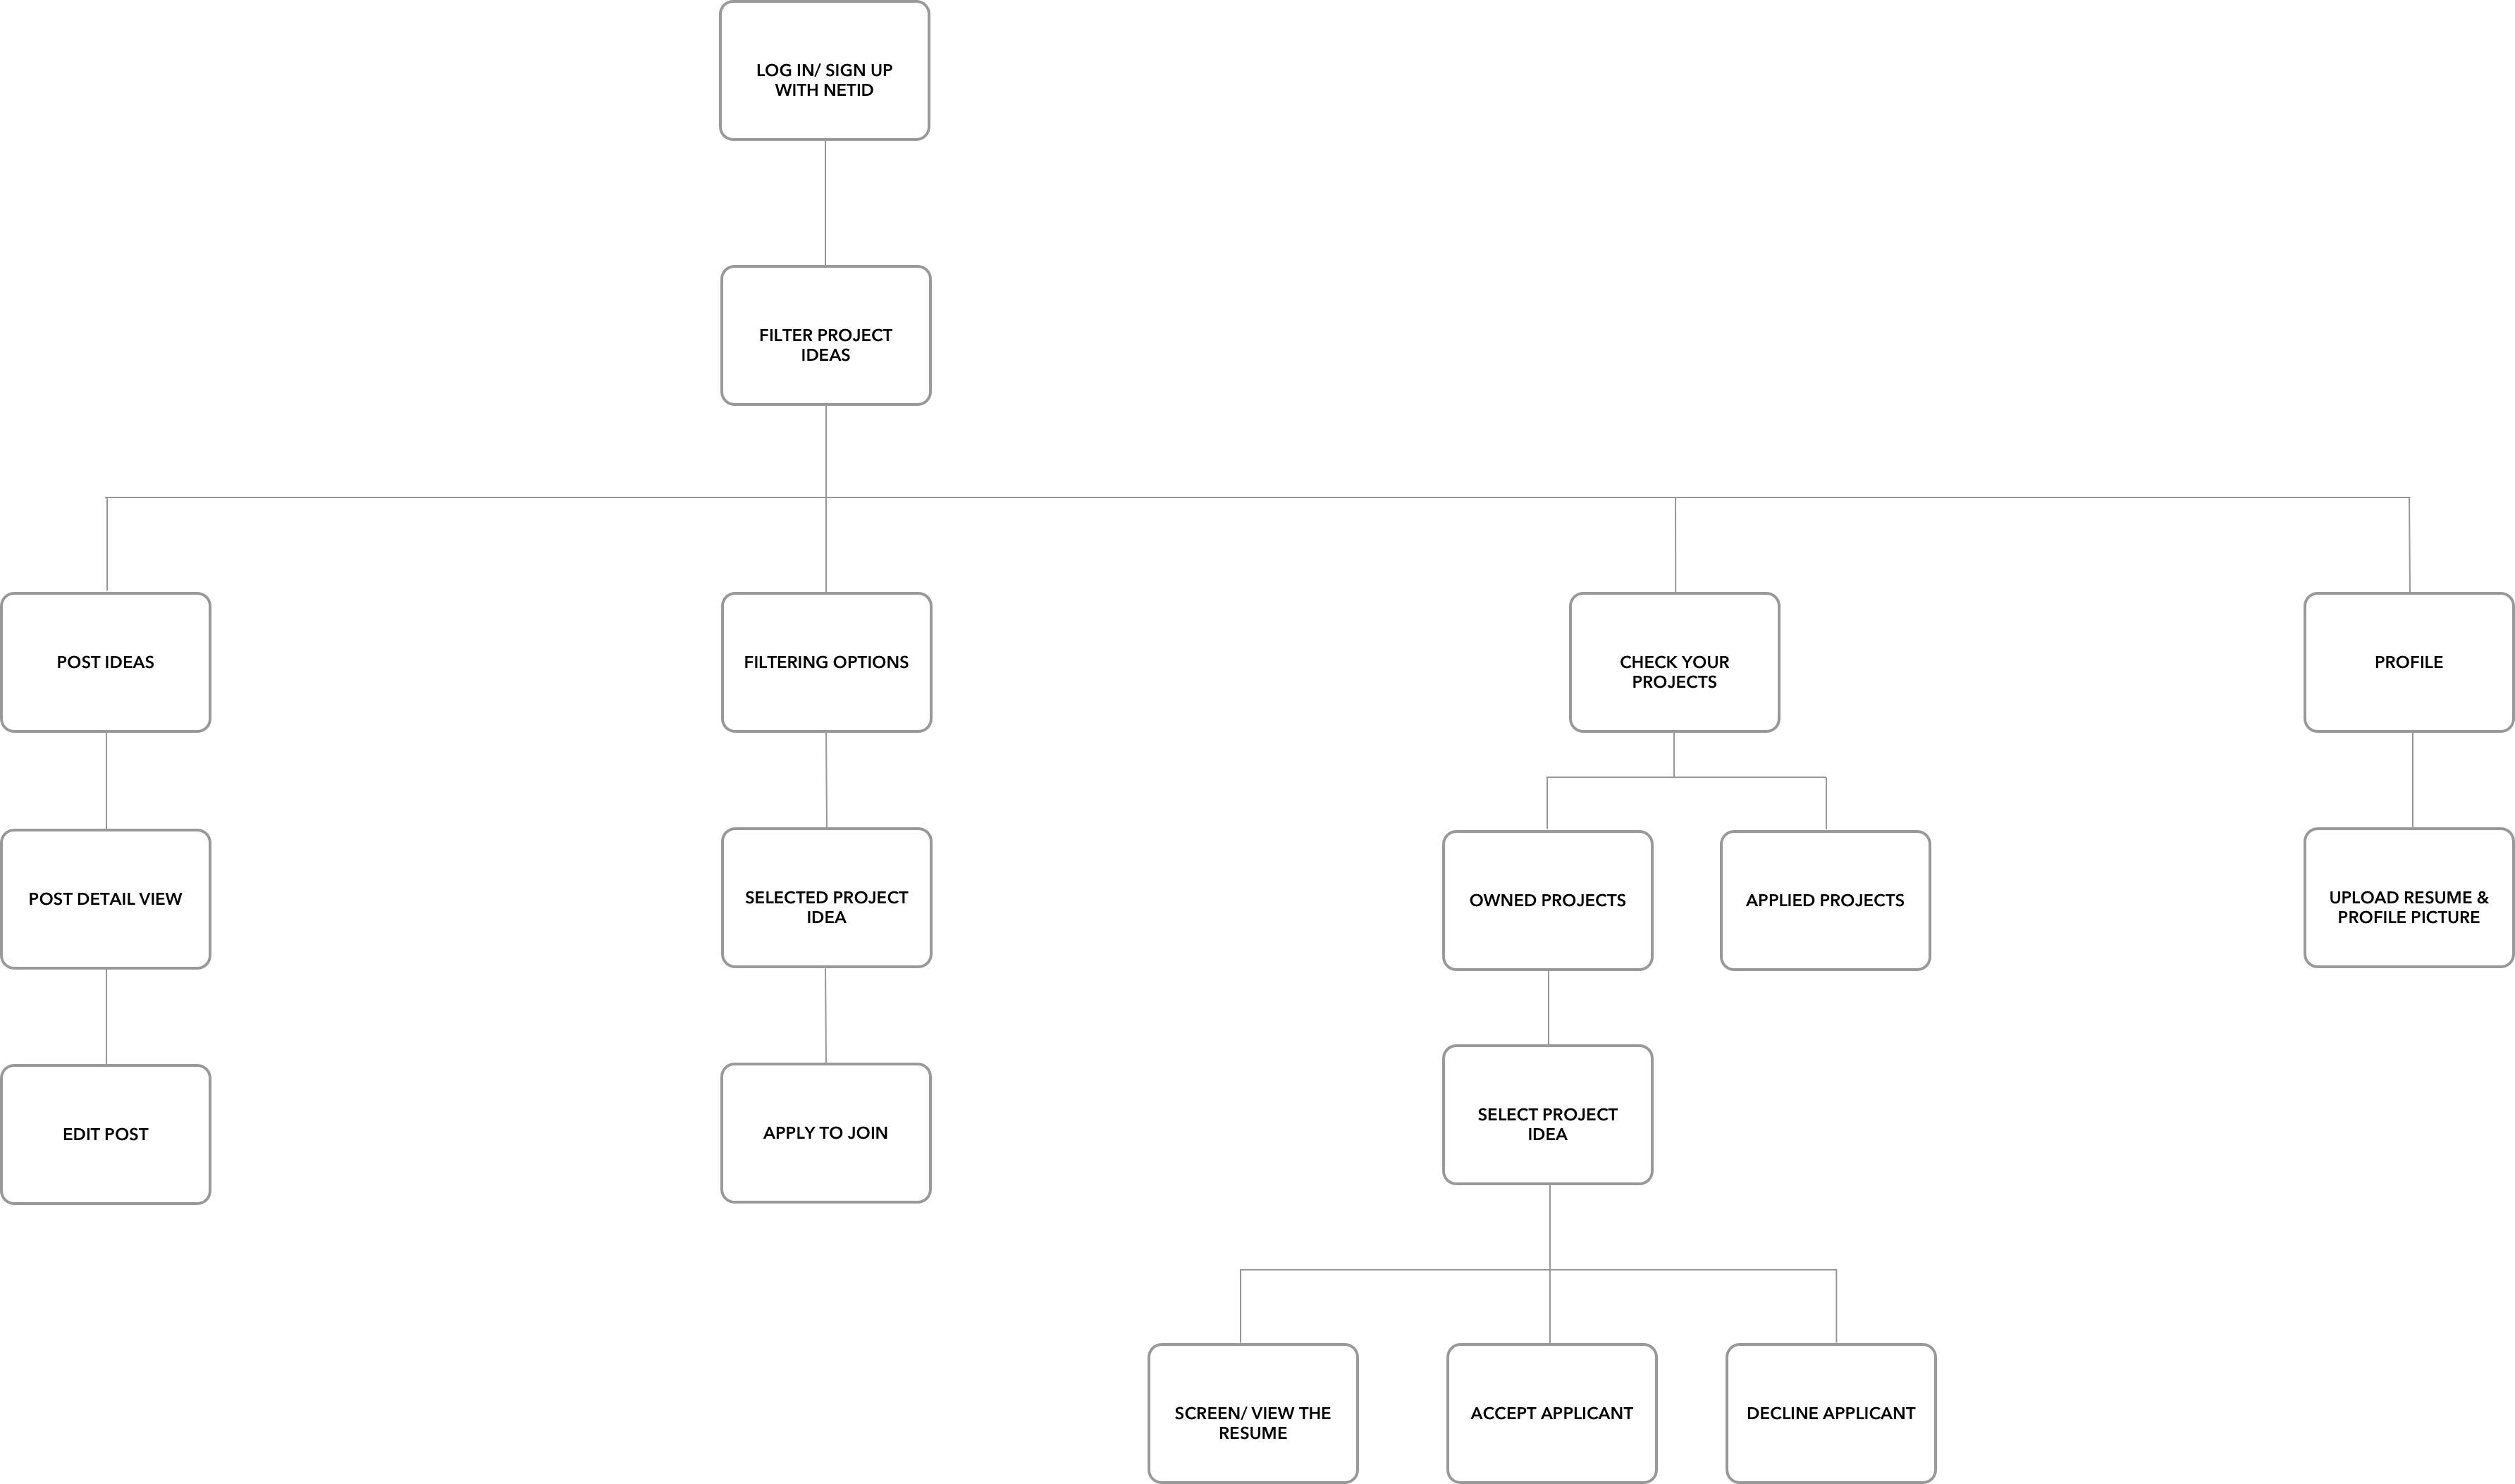 LOG IN/ SIGN UP
WITH NETID
FILTER PROJECT
IDEAS
POST IDEAS
FILTERING OPTIONS
CHECK YOUR
PROJECTS
PROFILE
POST DETAIL VIEW
SELECTED PROJECT
IDEA
OWNED PROJECTS
APPLIED PROJECTS
UPLOAD RESUME &
PROFILE PICTURE
EDIT POST
APPLY TO JOIN
SELECT PROJECT
IDEA
SCREEN/ VIEW THE
RESUME
ACCEPT APPLICANT
DECLINE APPLICANT